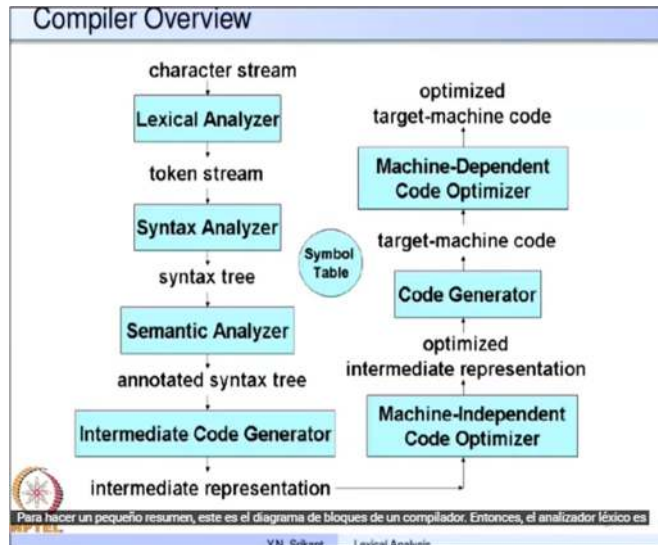 Compiler Overview
character stream
Lexical Analyzer
token stream
Syntax Analyzer
syntax tree
Semantic Analyzer
annotated syntax tree
Intermediate Code Generator
intermediate representation
Symbol
Table
optimized
target-machine code
Machine-Dependent
Code Optimizer
target-machine code
Code Generator
optimized
intermediate representation
Machine-Independent
Code Optimizer
Para hacer un pequeño resumen, este es el diagrama de bloques de un compilador. Entonces, el analizador léxico es
Y.N. Srikant Lexical Analysis